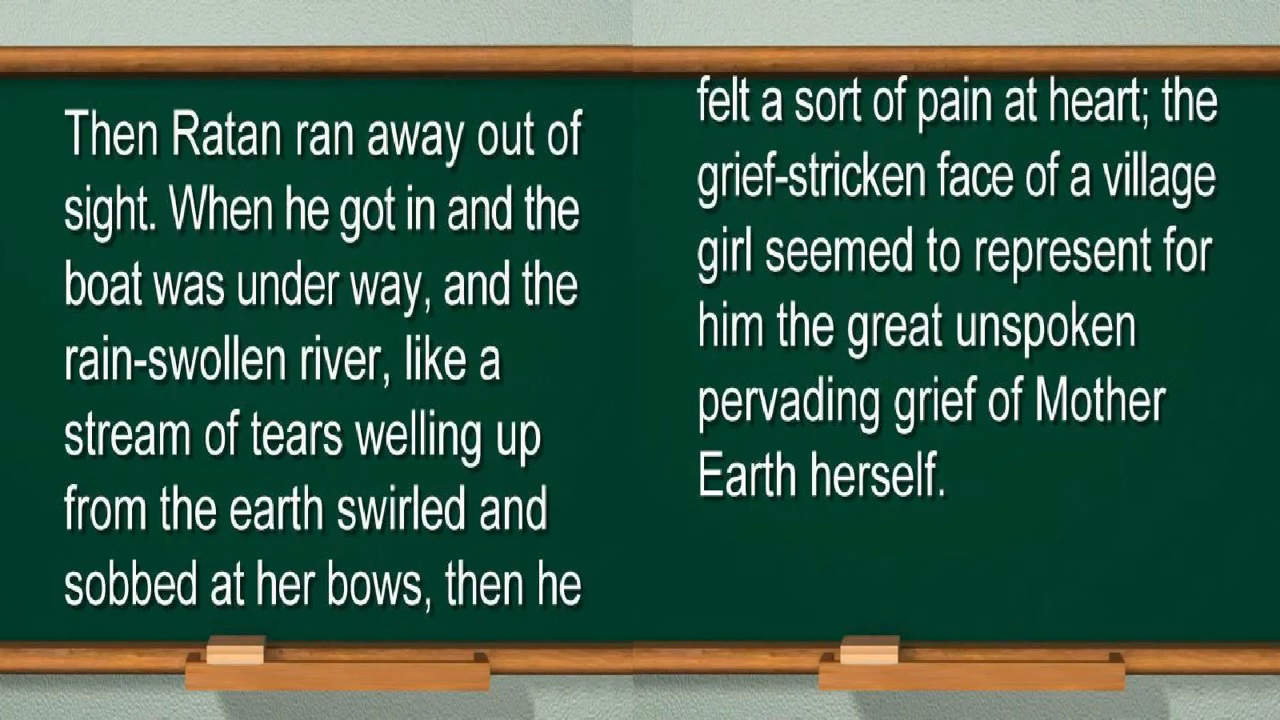 Then Ratan ran away out of
sight. When he got in and the
boat was under way, and the
rain-swollen river, like a
stream of tears welling up
from the earth swirled and
sobbed at her bows, then he
felt a sort of pain at heart; the
grief-stricken face of a village
girl seemed to represent for
him the great unspoken
pervading grief of Mother
Earth herself.